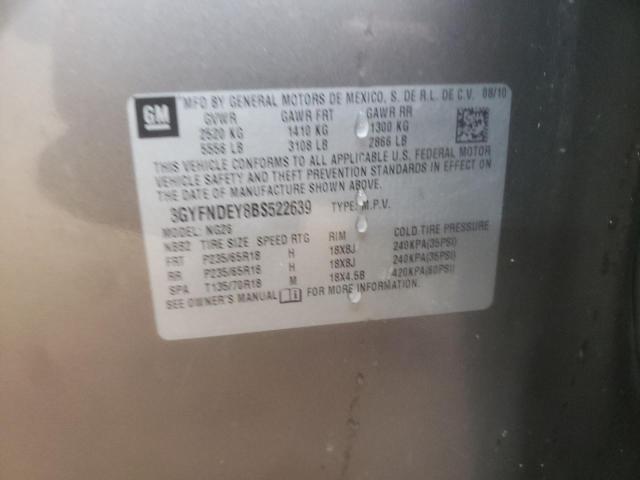 GM
MFD BY GENERAL MOTORS DE MEXICO, S. DE R.L. DE C.V. 08/10
GVWR GAWR FRT GAWR RR
2520 KG 1410 KG 1300 KG
5556 LB 3108 LB 2866 LB
THIS VEHICLE CONFORMS TO ALL APPLICABLE U.S. FEDERAL MOTOR
VEHICLE SAFETY AND THEFT PREVENTION STANDARDS IN EFFECT ON
THE DATE OF MANUFACTURE SHOWN ABOVE.
3GYFNDEY8BS522639 TYPE: M.P.V.
MODEL: NG26
NBS2 TIRE SIZE SPEED RTG RIM COLD TIRE PRESSURE
FRT P235/65R18 H 18X8J 240KPA(35PSI)
RR P235/65R18 H 18X8J 240KPA(35PSI)
SPA T135/70R18 M 18X4.5B 420KPA(60PSI)
SEE OWNER'S MANUAL FOR MORE INFORMATION.